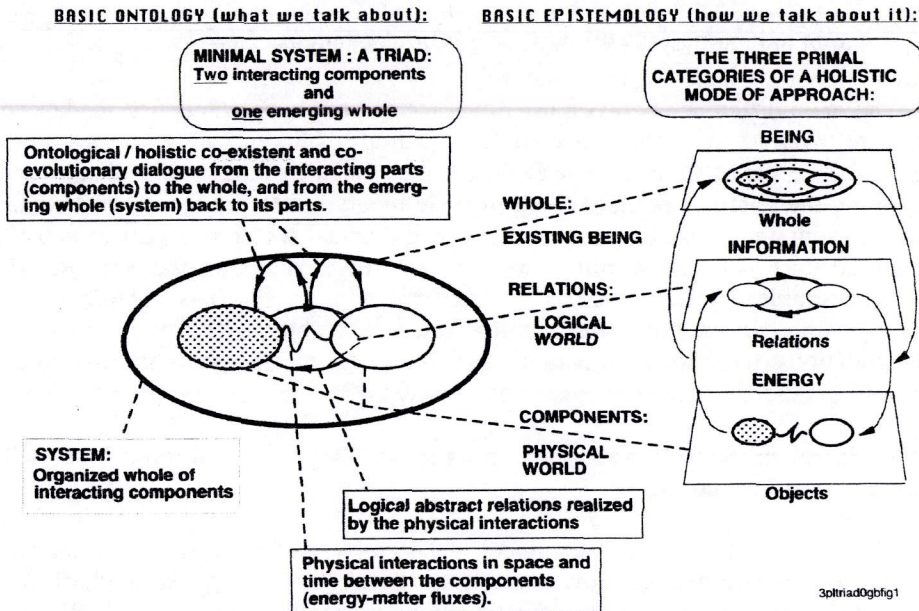 BASIC ONTOLOGY (what we talk about):
BASIC EPISTEMOLOGY (how we talk about it):
MINIMAL SYSTEM : A TRIAD:
Two interacting components
and
one emerging whole
THE THREE PRIMAL
CATEGORIES OF A HOLISTIC
MODE OF APPROACH:
Ontological / holistic co-existent and co-
evolutionary dialogue from the interacting parts
(components) to the whole, and from the emerg-
ing whole (system) back to its parts.
WHOLE:
EXISTING BEING
RELATIONS:
LOGICAL
WORLD
COMPONENTS:
PHYSICAL
WORLD
BEING
Whole
INFORMATION
Relations
ENERGY
Objects
SYSTEM:
Organized whole of
interacting components
Logical abstract relations realized
by the physical interactions
Physical interactions in space and
time between the components
(energy-matter fluxes).
3pltriad0gbfig1